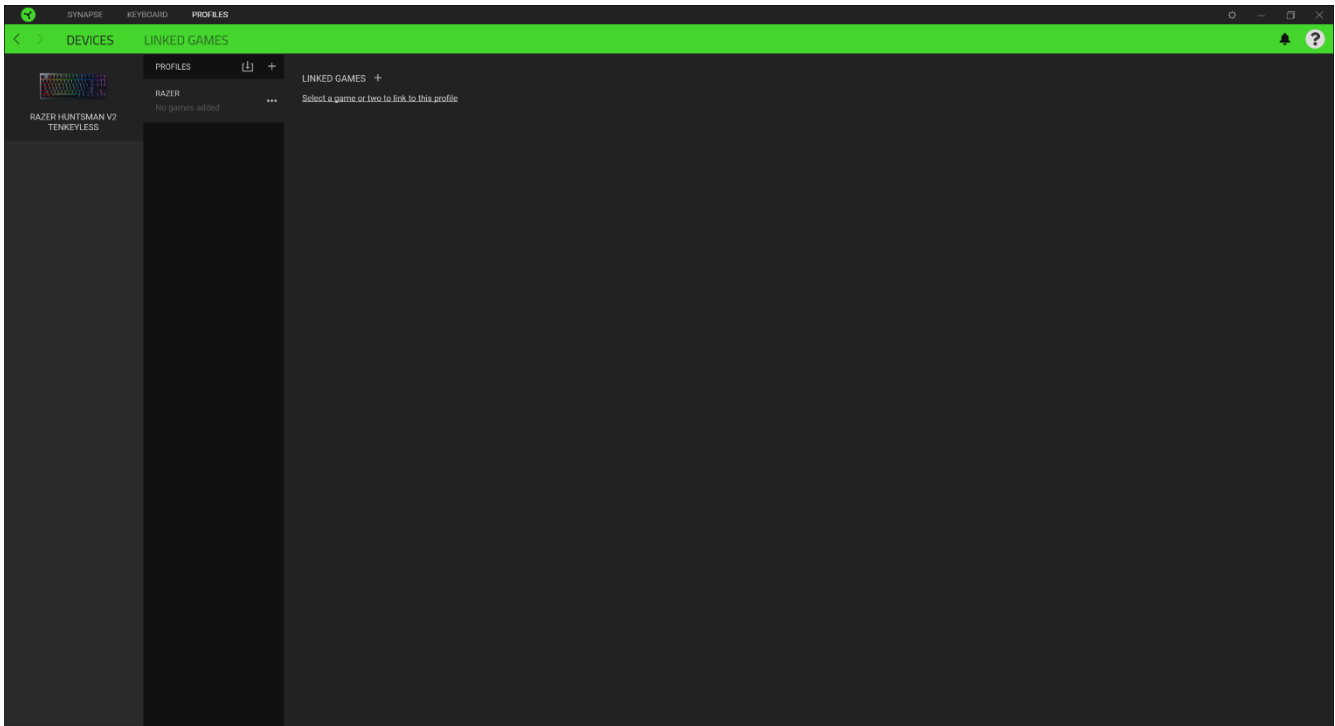 SYNAPSE KEYBOARD PROFILES
DEVICES LINKED GAMES
?
RAZER HUNTSMAN V2
TENKEYLESS
PROFILES
RAZER
No games added
LINKED GAMES +
Select a game or two to link to this profile